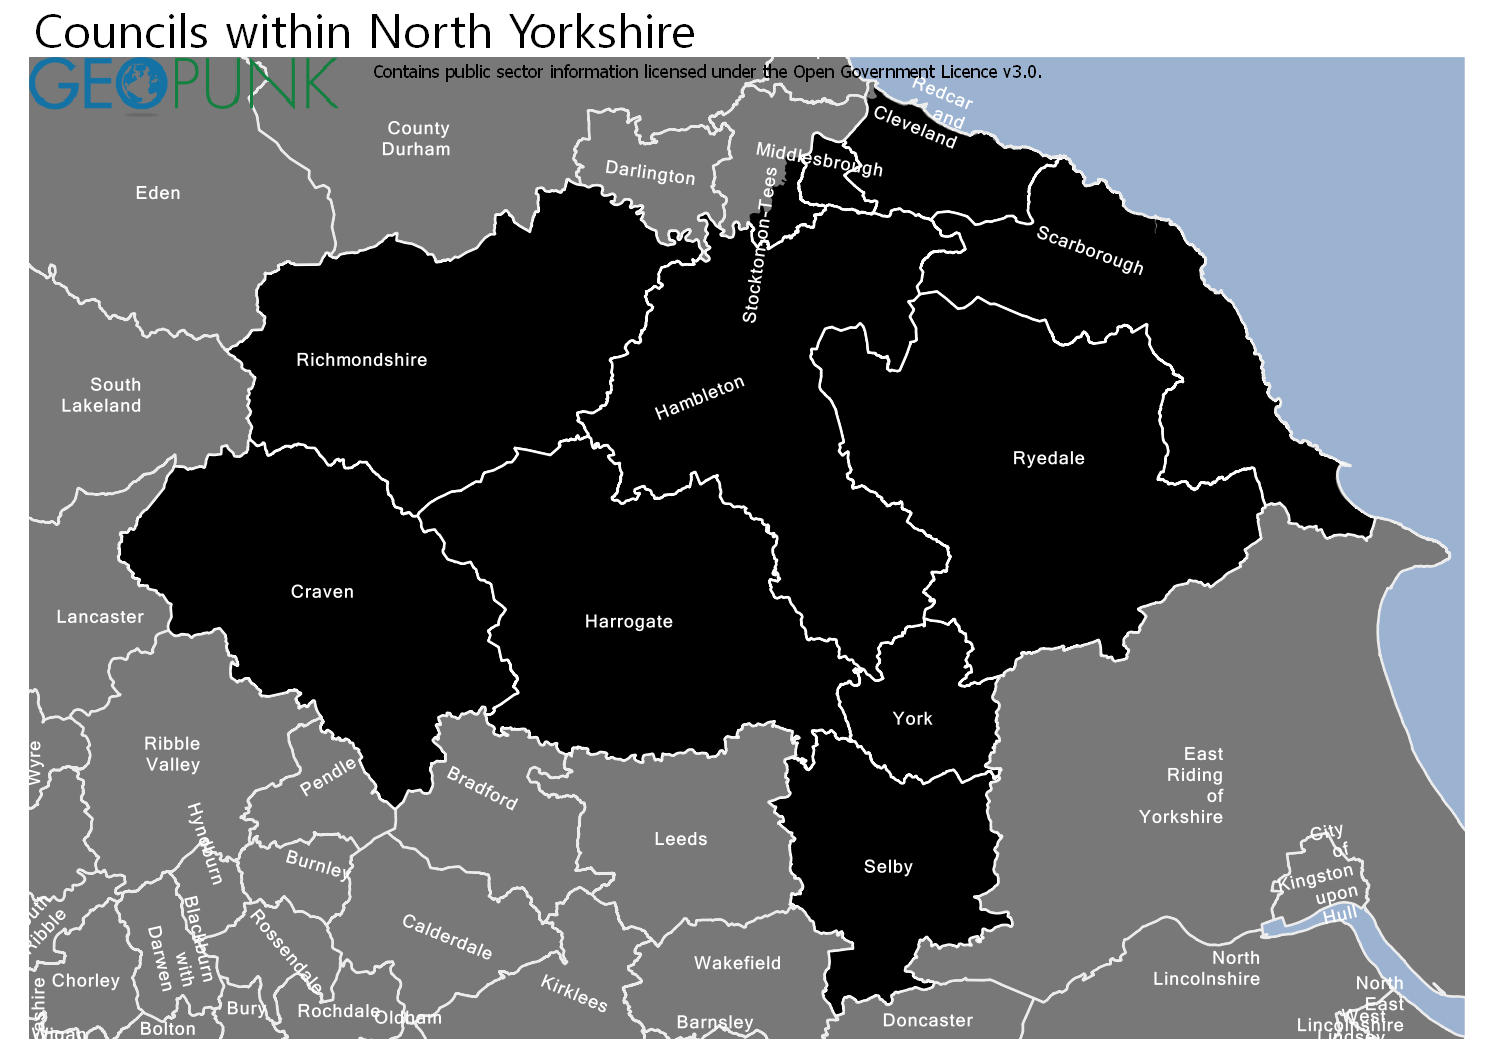 Councils within North Yorkshire
GEOPUNK
Contains public sector information licensed under the Open Government Licence v3.0.
Redcar
and
Cleveland
County
Durham
Middlesbrough
Darlington
Eden
Stockton-on-Tees
Scarborough
Richmondshire
South
Lakeland
Hambleton
Ryedale
Craven
Lancaster
Harrogate
York
Ribble
Valley
Wyre
Pendle
Bradford
East
Riding
of
Yorkshire
Leeds
Hyndburn
Burnley
Selby
City
of
Kingston
upon
Hull
Ribble
Blackburn
with
Darwen
Rossendale
Calderdale
Wakefield
North
Lincolnshire
Chorley
Kirklees
North
East
Lincolnshire
Bury
Rochdale
Oldham
West
Lindsey
Bolton
Barnsley
Doncaster
Wigan